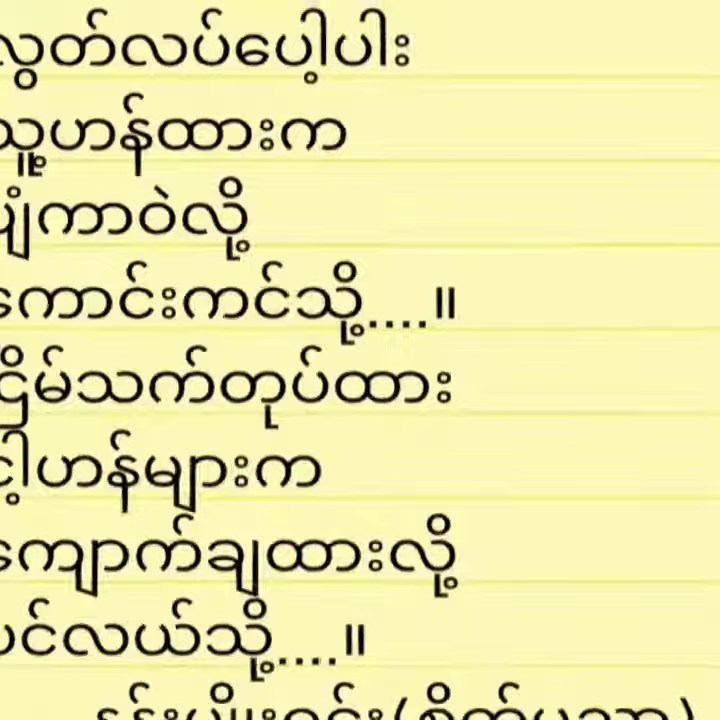 လွတ်လပ်ပေါ့ပါး
သူ့ဟန်ထားက
ပျံကာဝဲလို့
ကောင်းကင်သို့....။
ငြိမ်သက်တုပ်ထား
ငါ့ဟန်များက
ကျောက်ချထားလို့
ပင်လယ်သို့....။